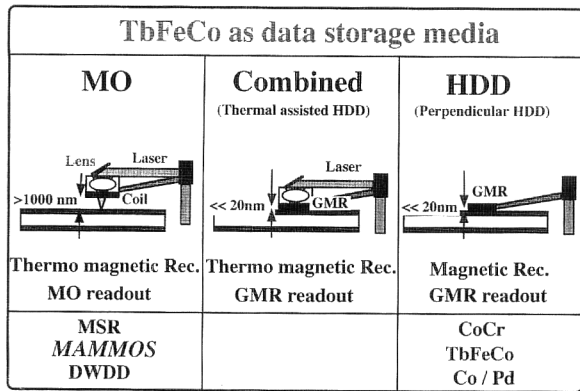 TbFeCo as data storage media
MO
Lens
Laser
>1000 nm
Coil
Thermo magnetic Rec.
MO readout
MSR
MAMMOS
DWDD
Combined
(Thermal assisted HDD)
Laser
<< 20nm
GMR
Thermo magnetic Rec.
GMR readout
HDD
(Perpendicular HDD)
GMR
<< 20nm
Magnetic Rec.
GMR readout
CoCr
TbFeCo
Co / Pd